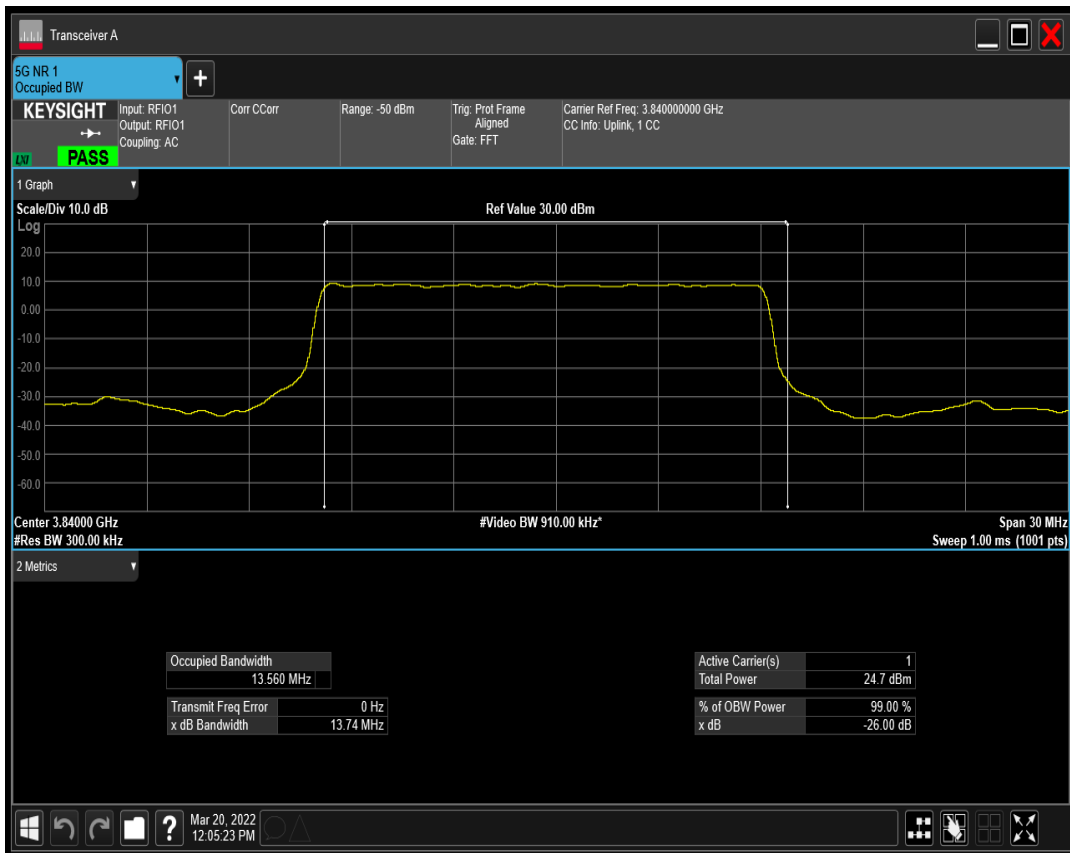 Transceiver A
5G NR 1
Occupied BW
+
KEYSIGHT
LXI
PASS
Input: RFIO1
Output: RFIO1
Coupling: AC
Corr CCorr
Range: -50 dBm
Trig: Prot Frame
Aligned
Gate: FFT
Carrier Ref Freq: 3.840000000 GHz
CC Info: Uplink, 1 CC
1 Graph
Scale/Div 10.0 dB
Ref Value 30.00 dBm
Log
20.0
10.0
0.00
-10.0
-20.0
-30.0
-40.0
-50.0
-60.0
Center 3.84000 GHz
#Video BW 910.00 kHz*
Span 30 MHz
#Res BW 300.00 kHz
Sweep 1.00 ms (1001 pts)
2 Metrics
Occupied Bandwidth
13.560 MHz
Transmit Freq Error 0 Hz
x dB Bandwidth 13.74 MHz
Active Carrier(s) 1
Total Power 24.7 dBm
% of OBW Power 99.00 %
x dB -26.00 dB
?
Mar 20, 2022
12:05:23 PM